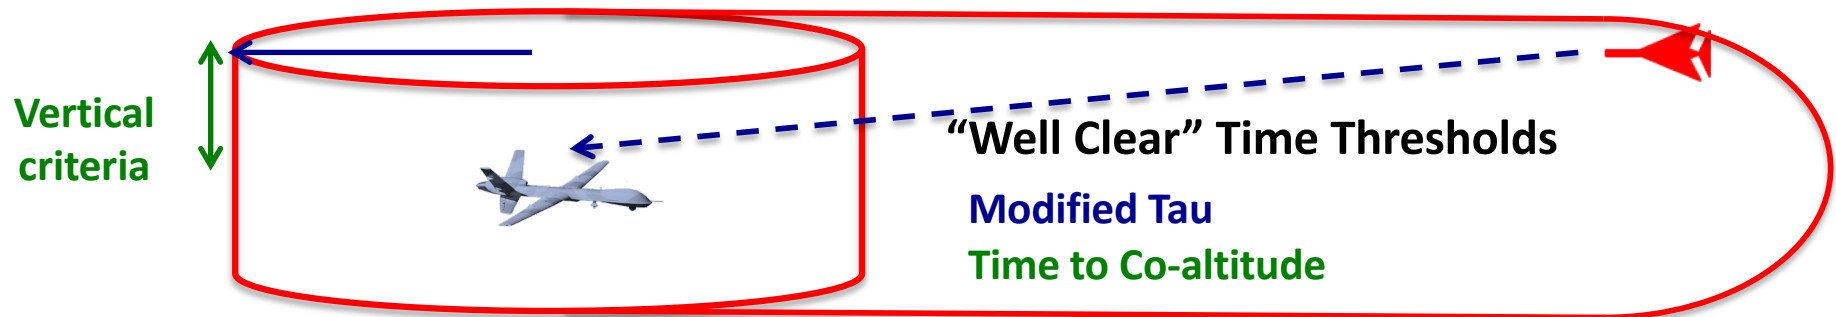 Vertical
criteria
“Well Clear” Time Thresholds
Modified Tau
Time to Co-altitude